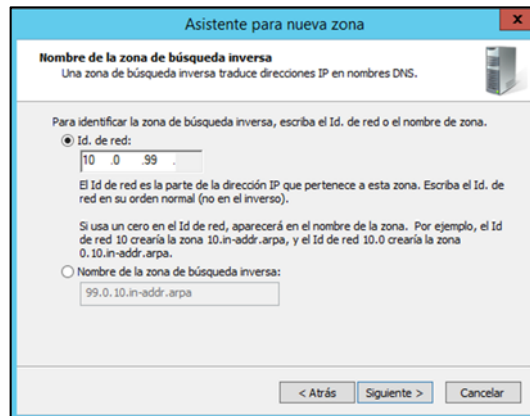 Asistente para nueva zona
x
Nombre de la zona de búsqueda inversa
Una zona de búsqueda inversa traduce direcciones IP en nombres DNS.
Para identificar la zona de búsqueda inversa, escriba el Id. de red o el nombre de zona.
Id. de red:
10 .0 .99 .
El Id de red es la parte de la dirección IP que pertenece a esta zona. Escriba el Id. de
red en su orden normal (no en el inverso).
Si usa un cero en el Id de red, aparecerá en el nombre de la zona. Por ejemplo, el Id
de red 10 crearía la zona 10.in-addr.arpa, y el Id de red 10.0 crearía la zona
0.10.in-addr.arpa.
Nombre de la zona de búsqueda inversa:
99.0.10.in-addr.arpa
< Atrás Siguiente > Cancelar